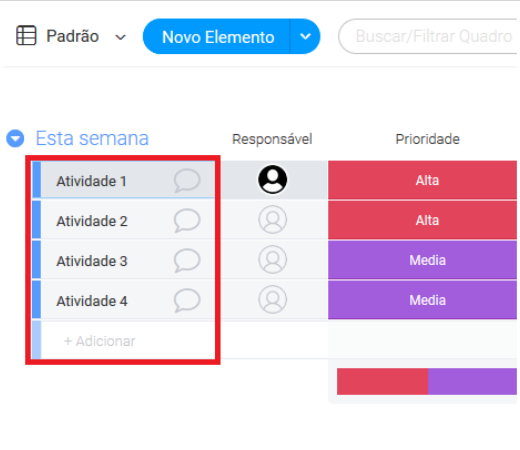 Padrão
Novo Elemento
Buscar/Filtrar Quadro
Esta semana
Responsável
Prioridade
Atividade 1
Alta
Atividade 2
Alta
Atividade 3
Media
Atividade 4
Media
+ Adicionar